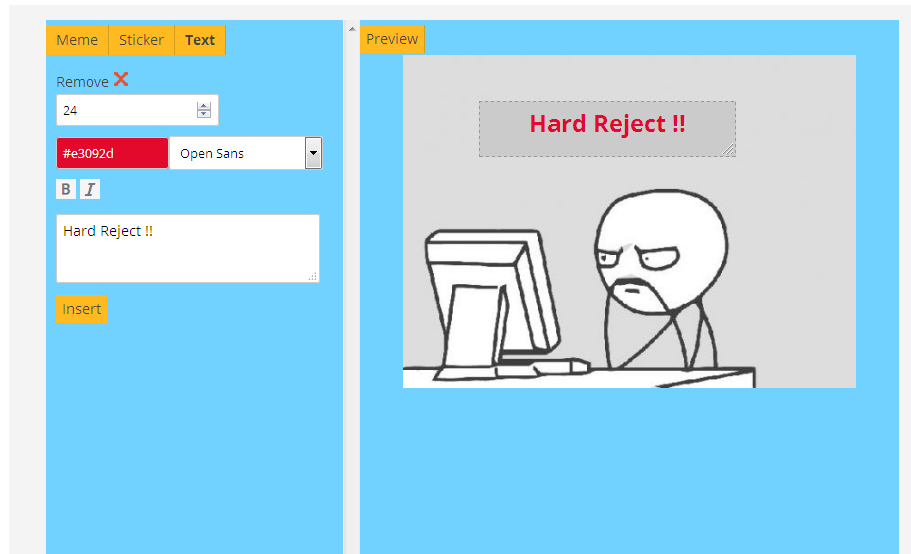 Meme Sticker Text
Remove
24
#e3092d Open Sans
B I
Hard Reject !!
Insert
Preview
Hard Reject !!